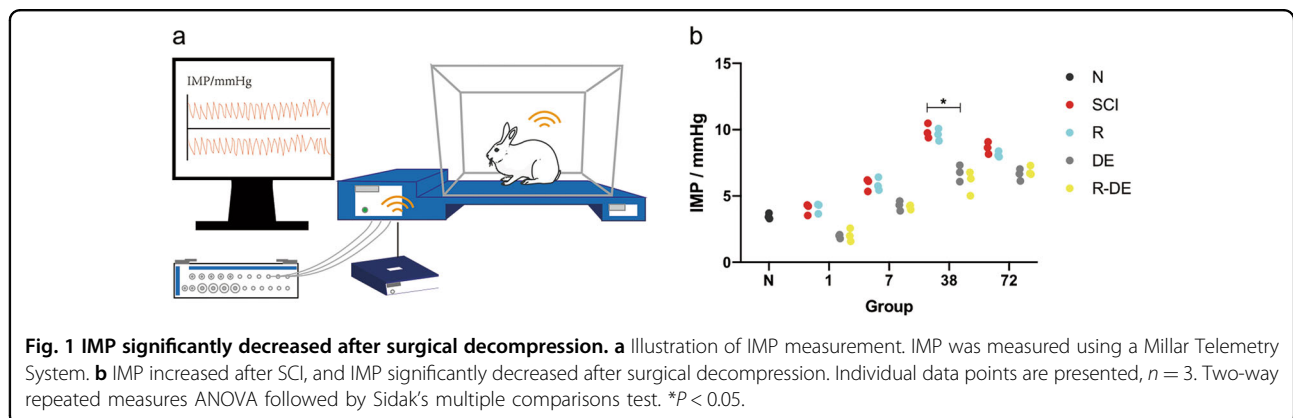 a
IMP/mmHg
b
IMP / mmHg
15
10
5
0
*
N
1
7
38
72
Group
N
SCI
R
DE
R-DE
Fig. 1 IMP significantly decreased after surgical decompression. a Illustration of IMP measurement. IMP was measured using a Millar Telemetry
System. b IMP increased after SCI, and IMP significantly decreased after surgical decompression. Individual data points are presented, n = 3. Two-way
repeated measures ANOVA followed by Sidak's multiple comparisons test. *P < 0.05.